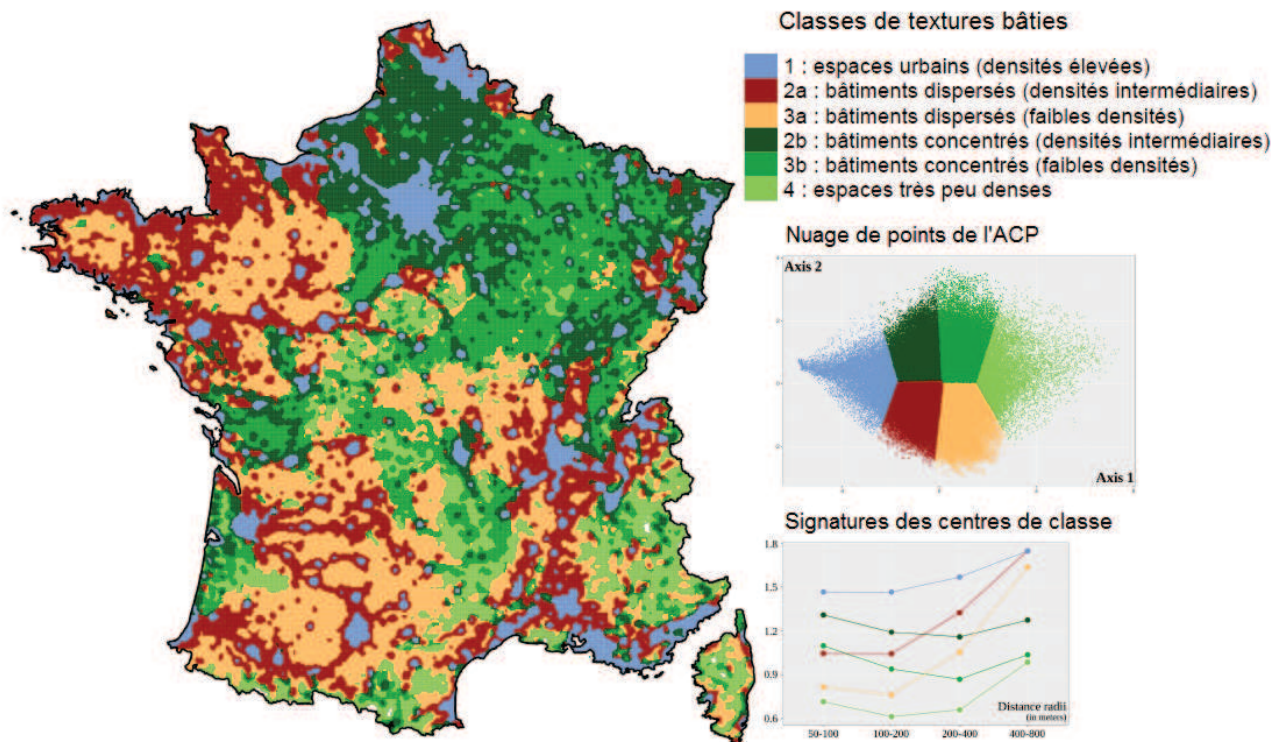 Classes de textures bâties
1 : espaces urbains (densités élevées)
2a : bâtiments dispersés (densités intermédiaires)
3a : bâtiments dispersés (faibles densités)
2b : bâtiments concentrés (densités intermédiaires)
3b : bâtiments concentrés (faibles densités)
4 : espaces très peu denses
Nuage de points de l'ACP
Axis 2
Axis 1
Signatures des centres de classe
1.8
1.5
1.2
0.9
0.6
Distance radii
(in meters)
50-100 100-200 200-400 400-800